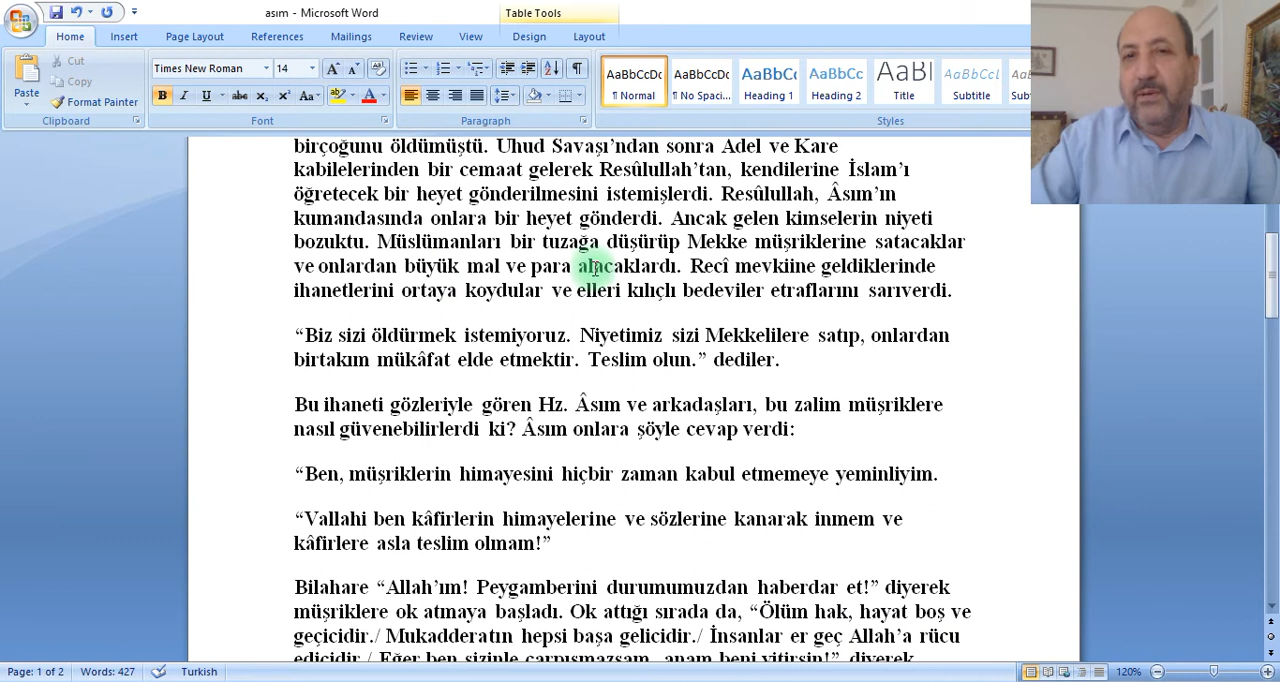 asım - Microsoft Word
Table Tools
Home Insert Page Layout References Mailings Review View Design Layout
Paste
Cut
Copy
Format Painter
Clipboard
Times New Roman 14
Font
Paragraph
AaBbCcDc AaBbCcDc AaBbCc AaBbCc AaBl AaBbCcL
¶ Normal ¶ No Spaci... Heading 1 Heading 2 Title Subtitle
Styles
birçoğunu öldümüştü. Uhud Savaşı’ndan sonra Adel ve Kare
kabilelerinden bir cemaat gelerek Resûlullah’tan, kendilerine İslam’ı
öğretecek bir heyet gönderilmesini istemişlerdi. Resûlullah, Âsım’ın
kumandasında onlara bir heyet gönderdi. Ancak gelen kimselerin niyeti
bozuktu. Müslümanları bir tuzağa düşürüp Mekke müşriklerine satacaklar
ve onlardan büyük mal ve para alacaklardı. Recî mevkiine geldiklerinde
ihanetlerini ortaya koydular ve elleri kılıçlı bedeviler etraflarını sarıverdi.
“Biz sizi öldürmek istemiyoruz. Niyetimiz sizi Mekkelilere satıp, onlardan
birtakım mükâfat elde etmektir. Teslim olun.” dediler.
Bu ihaneti gözleriyle gören Hz. Âsım ve arkadaşları, bu zalim müşriklere
nasıl güvenebilirlerdi ki? Âsım onlara şöyle cevap verdi:
“Ben, müşriklerin himayesini hiçbir zaman kabul etmemeye yeminliyim.
“Vallahi ben kâfirlerin himayelerine ve sözlerine kanarak inmem ve
kâfirlere asla teslim olmam!”
Bilahare “Allah’ım! Peygamberini durumumuzdan haberdar et!” diyerek
müşriklere ok atmaya başladı. Ok attığı sırada da, “Ölüm hak, hayat boş ve
geçicidir./ Mukadderatın hepsi başa gelicidir./ İnsanlar er geç Allah’a rücu
edicidir./ Eğer ben sizinle çarpışmazsam, anam beni yitirsin!” diyerek
Page: 1 of 2 Words: 427 Turkish 120%